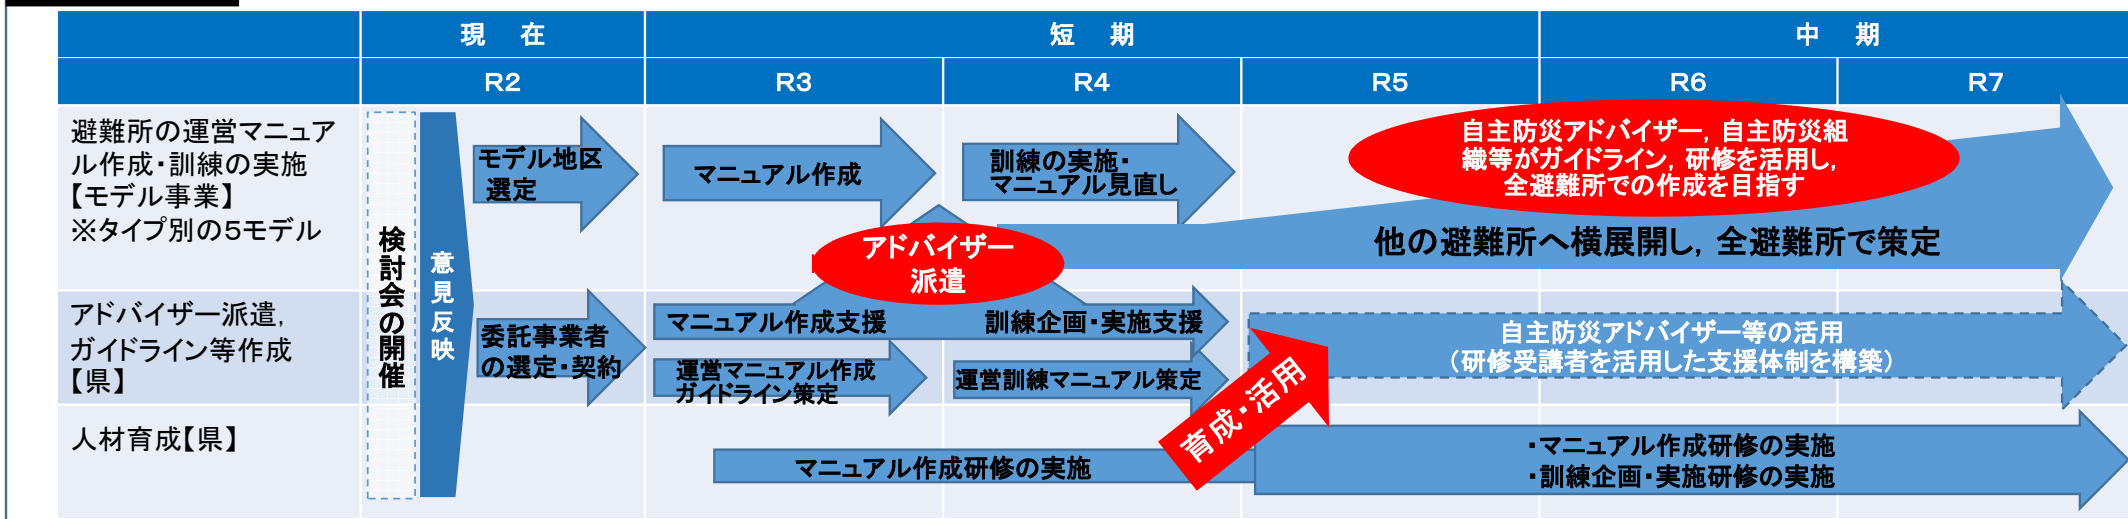 現　在
短　期
中　期
R2
R3
R4
R5
R6
R7
避難所の運営マニュア
ル作成・訓練の実施
【モデル事業】
※タイプ別の5モデル
検討会の開催
意見反映
モデル地区
選定
マニュアル作成
訓練の実施・
マニュアル見直し
自主防災アドバイザー，自主防災組
織等がガイドライン，研修を活用し，
全避難所での作成を目指す
他の避難所へ横展開し，全避難所で策定
アドバイザー
派遣
アドバイザー派遣，
ガイドライン等作成
【県】
委託事業者
の選定・契約
マニュアル作成支援
訓練企画・実施支援
運営マニュアル作成
ガイドライン策定
運営訓練マニュアル策定
自主防災アドバイザー等の活用
（研修受講者を活用した支援体制を構築）
育成・活用
人材育成【県】
マニュアル作成研修の実施
・マニュアル作成研修の実施
・訓練企画・実施研修の実施